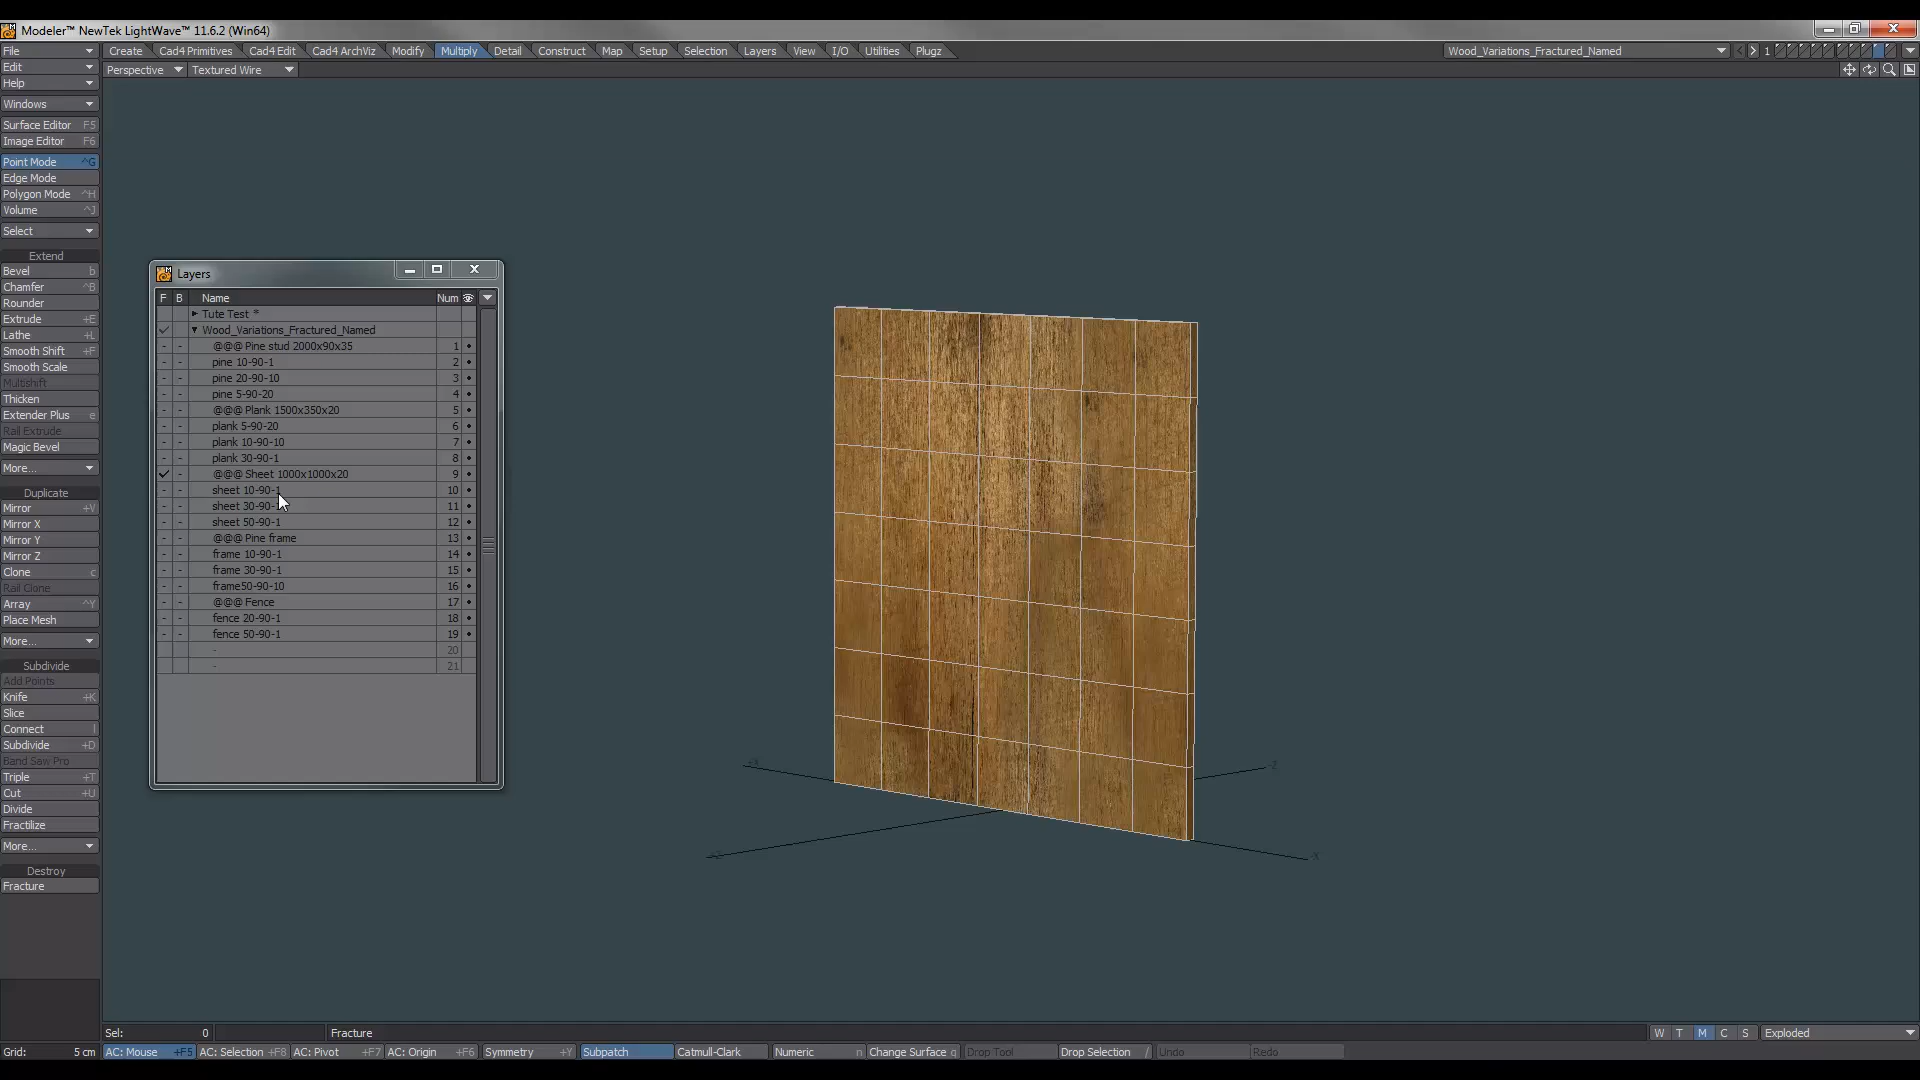 Modeler™ NewTek LightWave™ 11.6.2 (Win64)
File Create Cad4 Primitives Cad4 Edit Cad4 ArchViz Modify Multiply Detail Construct Map Setup Selection Layers View I/O Utilities Plugz Wood_Variations_Fractured_Named 1
Edit Perspective Textured Wire
Help
Windows
Surface Editor F5
Image Editor F6
Point Mode ^G
Edge Mode
Polygon Mode ^H
Volume ^J
Select
Extend
Bevel b
Chamfer ^B
Rounder
Extrude +E
Lathe +L
Smooth Shift +F
Smooth Scale
Multishift
Thicken
Extender Plus e
Rail Extrude
Magic Bevel
More...
Duplicate
Mirror +V
Mirror X
Mirror Y
Mirror Z
Clone c
Rail Clone
Array ^Y
Place Mesh
More...
Subdivide
Add Points
Knife +K
Slice
Connect l
Subdivide +D
Band Saw Pro
Triple +T
Cut +U
Divide
Fractilize
More...
Destroy
Fracture
Layers
F B Name Num
Tute Test *
Wood_Variations_Fractured_Named
@@@ Pine stud 2000x90x35 1
pine 10-90-1 2
pine 20-90-10 3
pine 5-90-20 4
@@@ Plank 1500x350x20 5
plank 5-90-20 6
plank 10-90-10 7
plank 30-90-1 8
@@@ Sheet 1000x1000x20 9
sheet 10-90-1 10
sheet 30-90-1 11
sheet 50-90-1 12
@@@ Pine frame 13
frame 10-90-1 14
frame 30-90-1 15
frame50-90-10 16
@@@ Fence 17
fence 20-90-1 18
fence 50-90-1 19
- 20
- 21
Sel: 0 Fracture W T M C S Exploded
Grid: 5 cm AC: Mouse +F5 AC: Selection +F8 AC: Pivot +F7 AC: Origin +F6 Symmetry +Y Subpatch Catmull-Clark Numeric n Change Surface q Drop Tool Drop Selection / Undo Redo